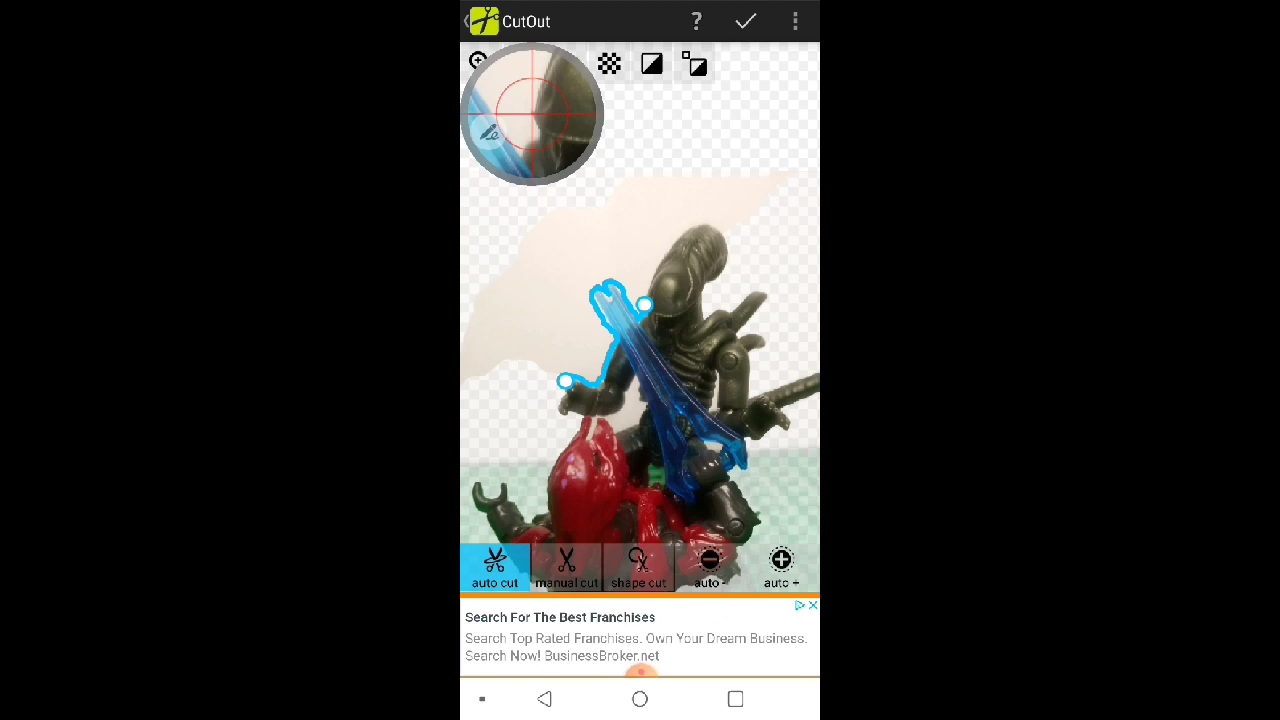 CutOut
?
auto cut
manual cut
shape cut
auto -
auto +
Search For The Best Franchises
Search Top Rated Franchises. Own Your Dream Business.
Search Now! BusinessBroker.net